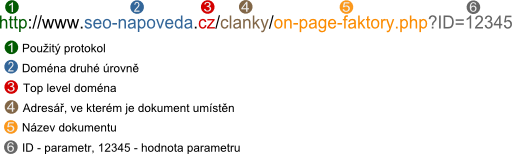 1 2 3 4 5 6
http://www.seo-napoveda.cz/clanky/on-page-faktory.php?ID=12345
1 Použitý protokol
2 Doména druhé úrovně
3 Top level doména
4 Adresář, ve kterém je dokument umístěn
5 Název dokumentu
6 ID - parametr, 12345 - hodnota parametru